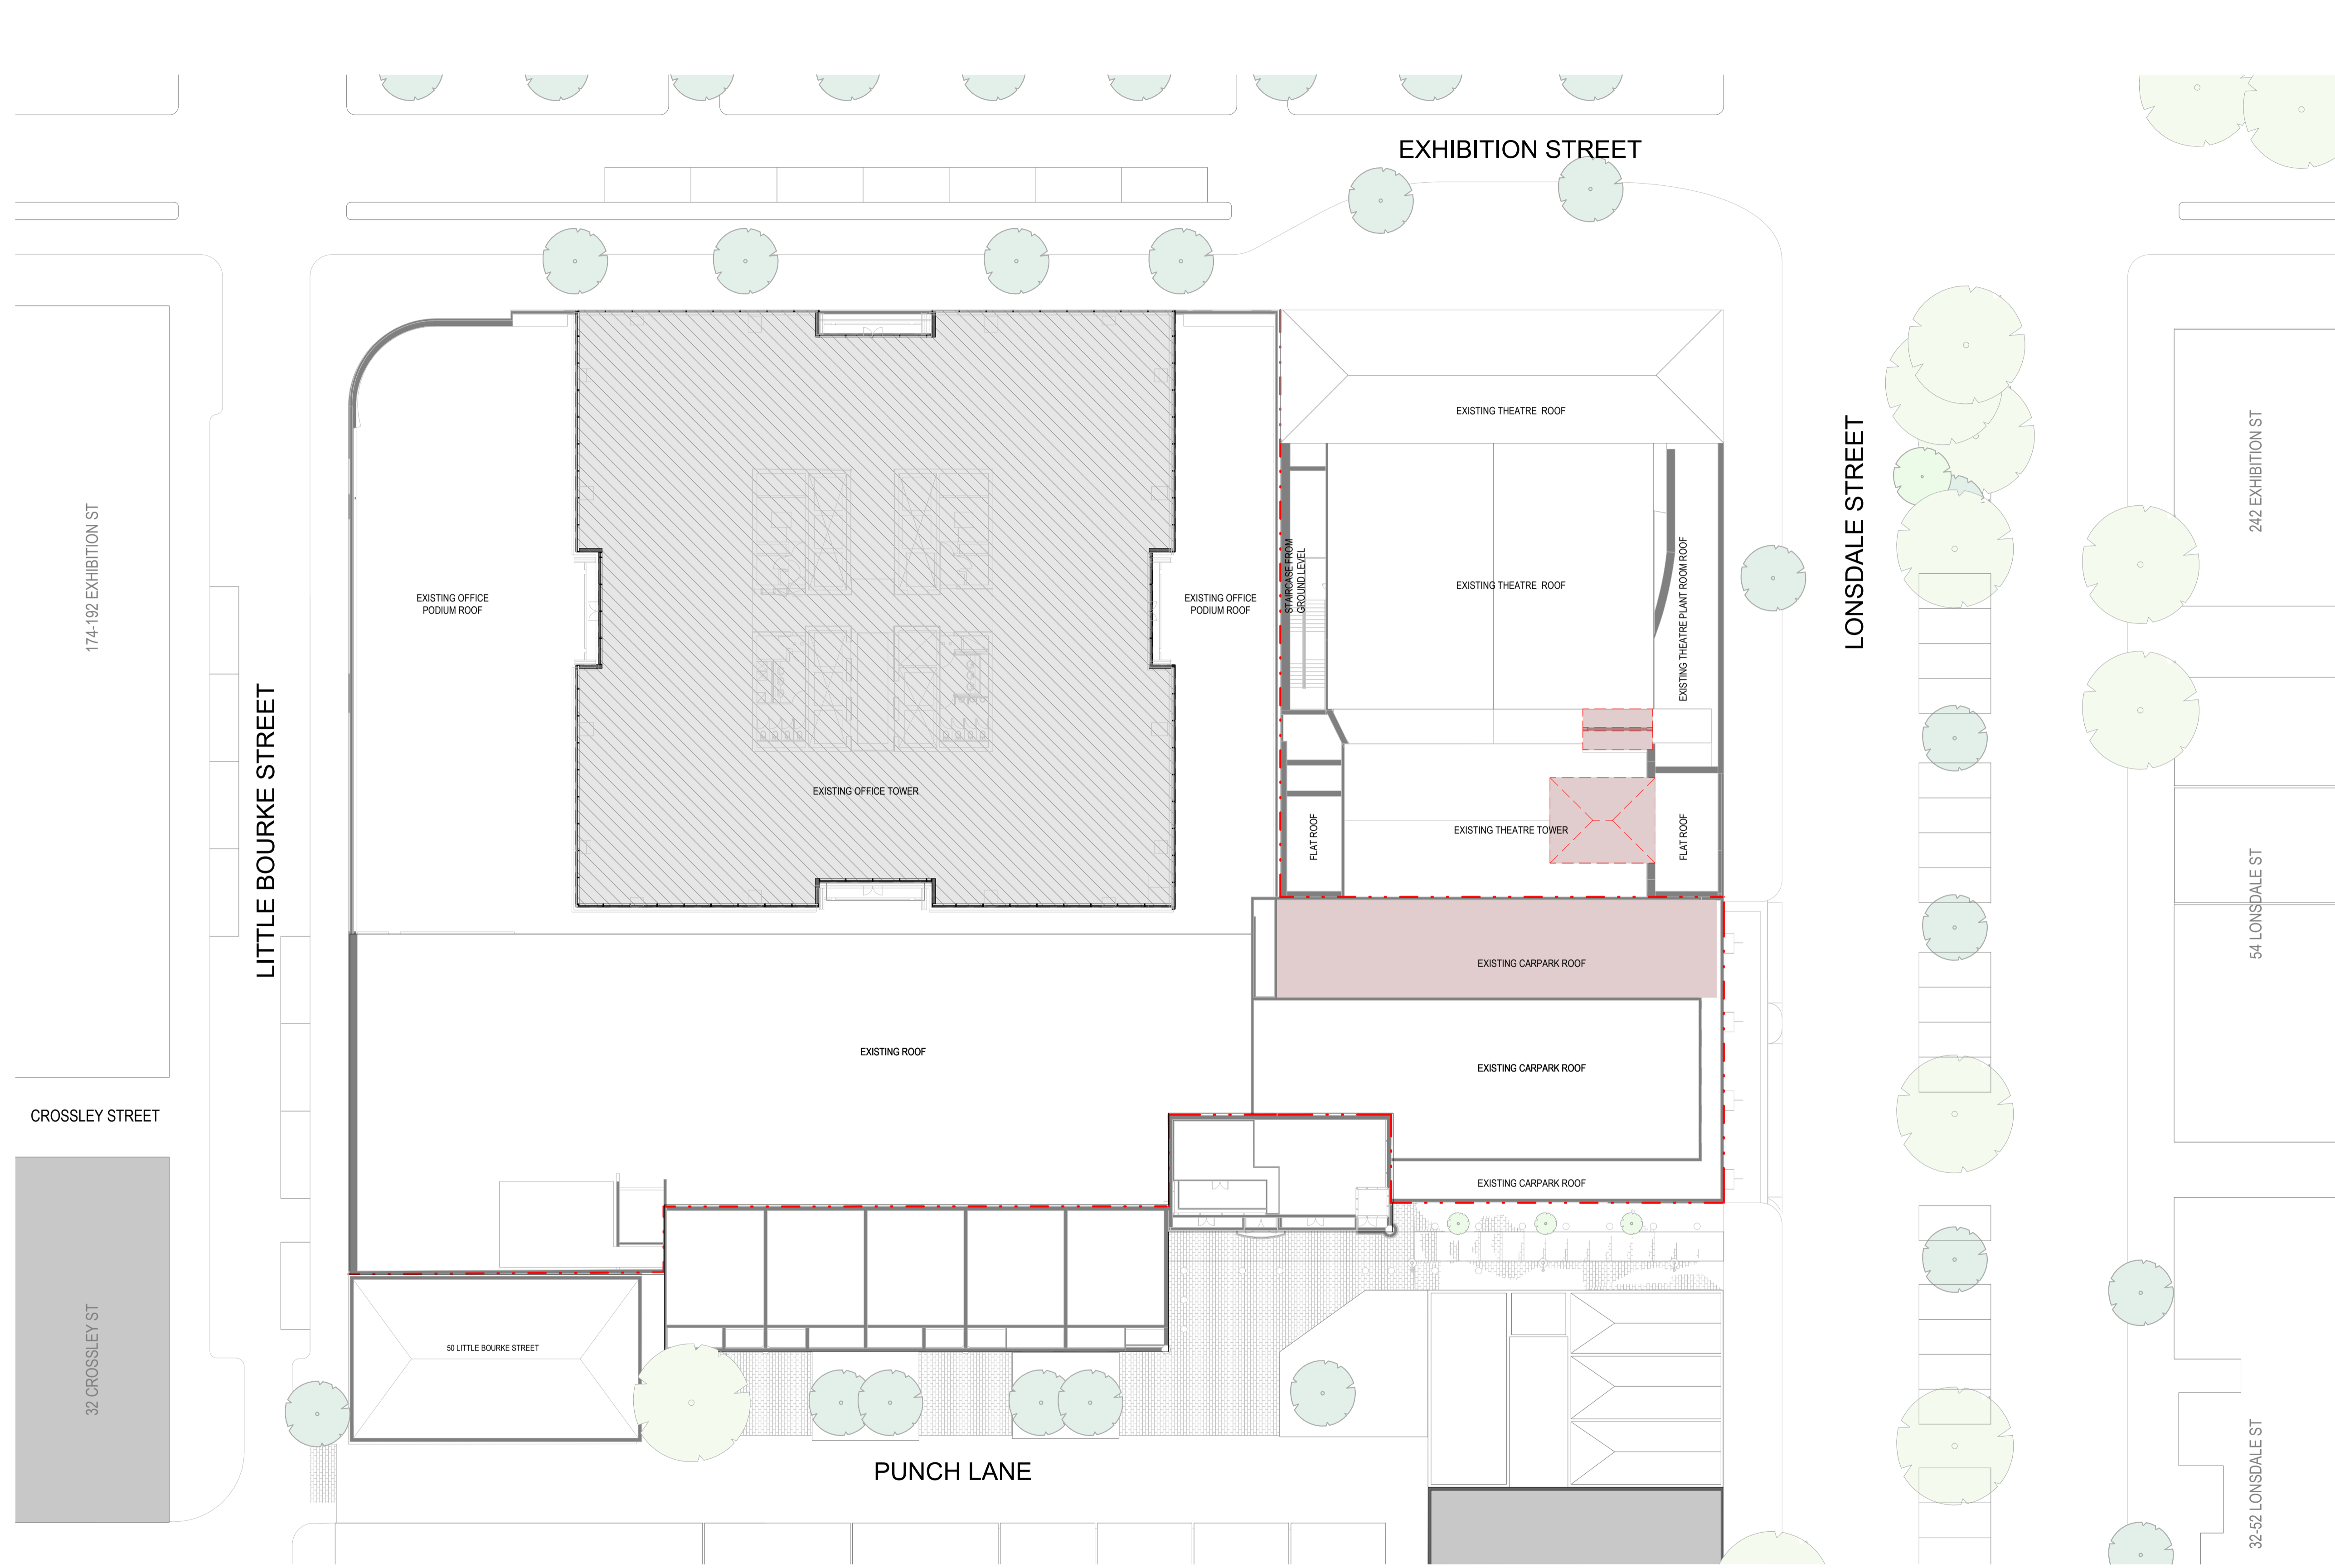 EXHIBITION STREET
EXISTING THEATRE ROOF
242 EXHIBITION ST
LONSDALE STREET
174-192 EXHIBITION ST
EXISTING OFFICE
PODIUM ROOF
EXISTING OFFICE
PODIUM ROOF
STAIRCASE FROM
GROUND LEVEL
EXISTING THEATRE ROOF
EXISTING THEATRE PLANT ROOM ROOF
LITTLE BOURKE STREET
EXISTING OFFICE TOWER
FLAT ROOF
EXISTING THEATRE TOWER
FLAT ROOF
54 LONSDALE ST
EXISTING CARPARK ROOF
EXISTING ROOF
EXISTING CARPARK ROOF
CROSSLEY STREET
EXISTING CARPARK ROOF
32 CROSSLEY ST
50 LITTLE BOURKE STREET
PUNCH LANE
32-52 LONSDALE ST